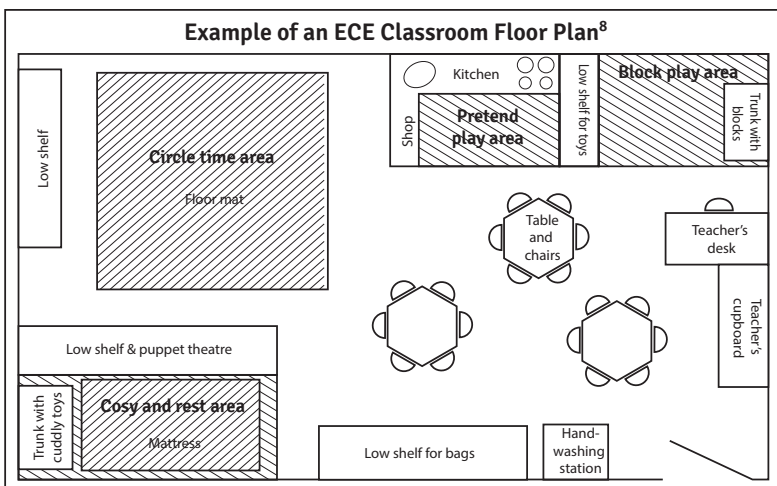 Example of an ECE Classroom Floor Plan⁸
Low shelf
Circle time area
Floor mat
Kitchen
Shop
Pretend
play area
Low shelf for toys
Block play area
Trunk with
blocks
Table
and
chairs
Teacher's
desk
Teacher's
cupboard
Low shelf & puppet theatre
Trunk with
cuddly toys
Cosy and rest area
Mattress
Low shelf for bags
Hand-
washing
station